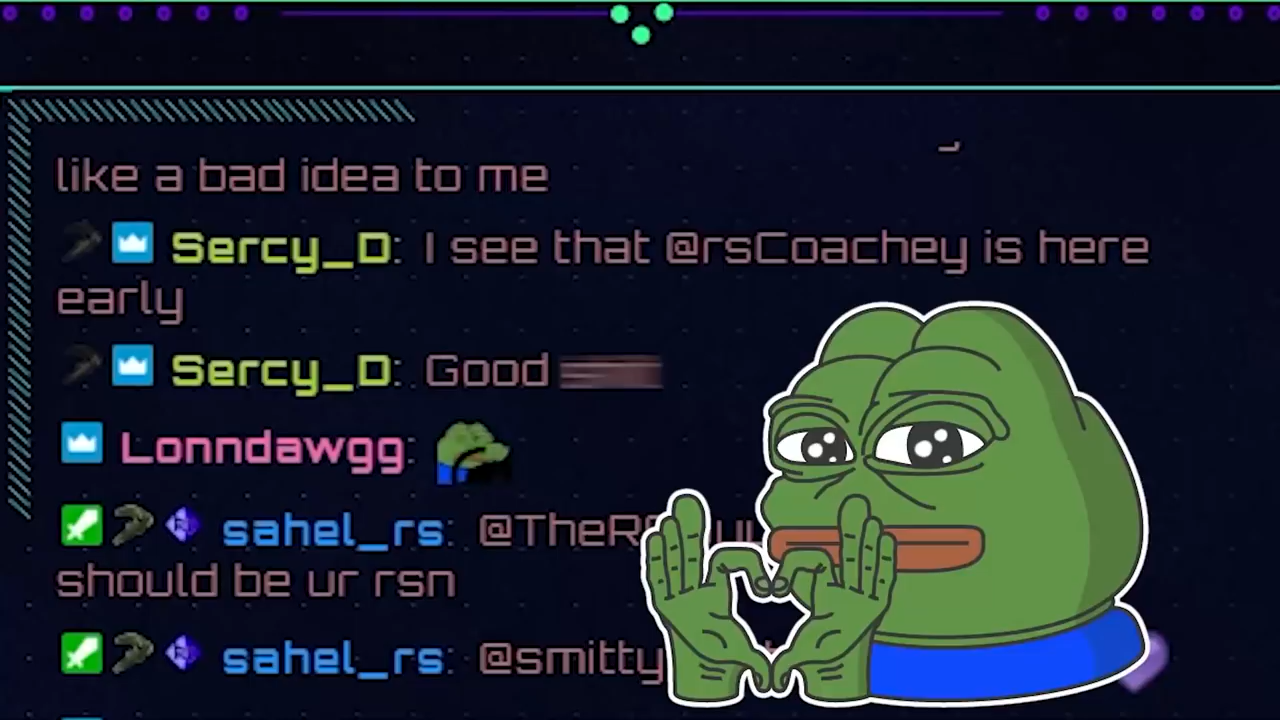 like a bad idea to me
Sercy_D: I see that @rsCoachey is here
early
Sercy_D: Good
Lonndawgg:
sahel_rs:
should be ur rsn
sahel_rs: @smitty